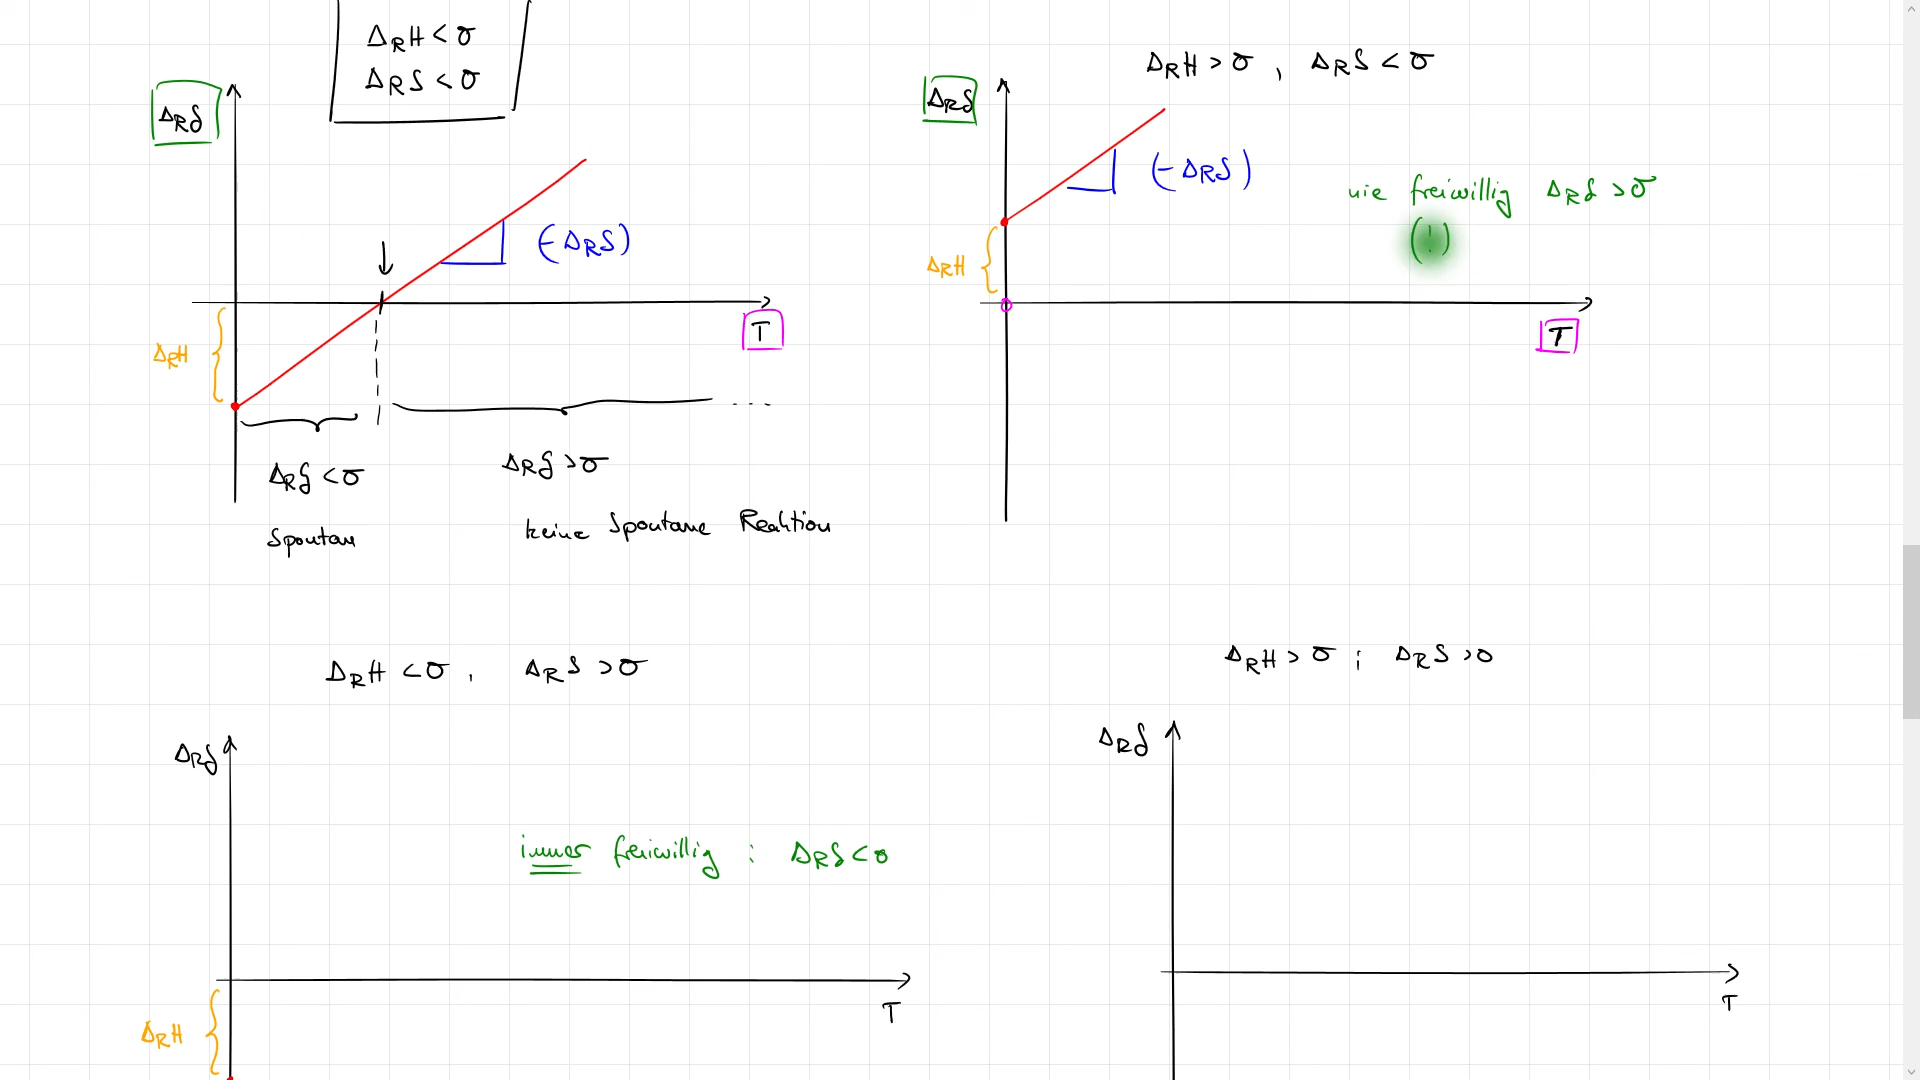 ΔRH < 0
ΔRS < 0
ΔRG
(-ΔRS)
ΔRH
T
ΔRG < 0
ΔRG > 0
spontan
keine spontane Reaktion
ΔRH > 0 , ΔRS < 0
ΔRG
(-ΔRS)
nie freiwillig ΔRG > 0
(!)
ΔRH
T
ΔRH < 0 , ΔRS > 0
ΔRG
immer freiwillig : ΔRG < 0
T
ΔRH
ΔRH > 0 ; ΔRS > 0
ΔRG
T